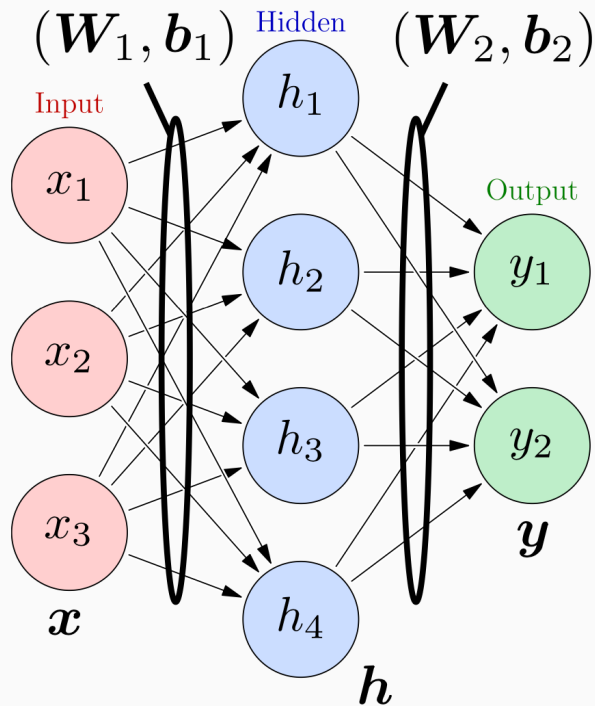 (W₁, b₁)
Hidden
(W₂, b₂)
Input
h₁
x₁
Output
h₂
y₁
x₂
h₃
y₂
x₃
y
h₄
x
h